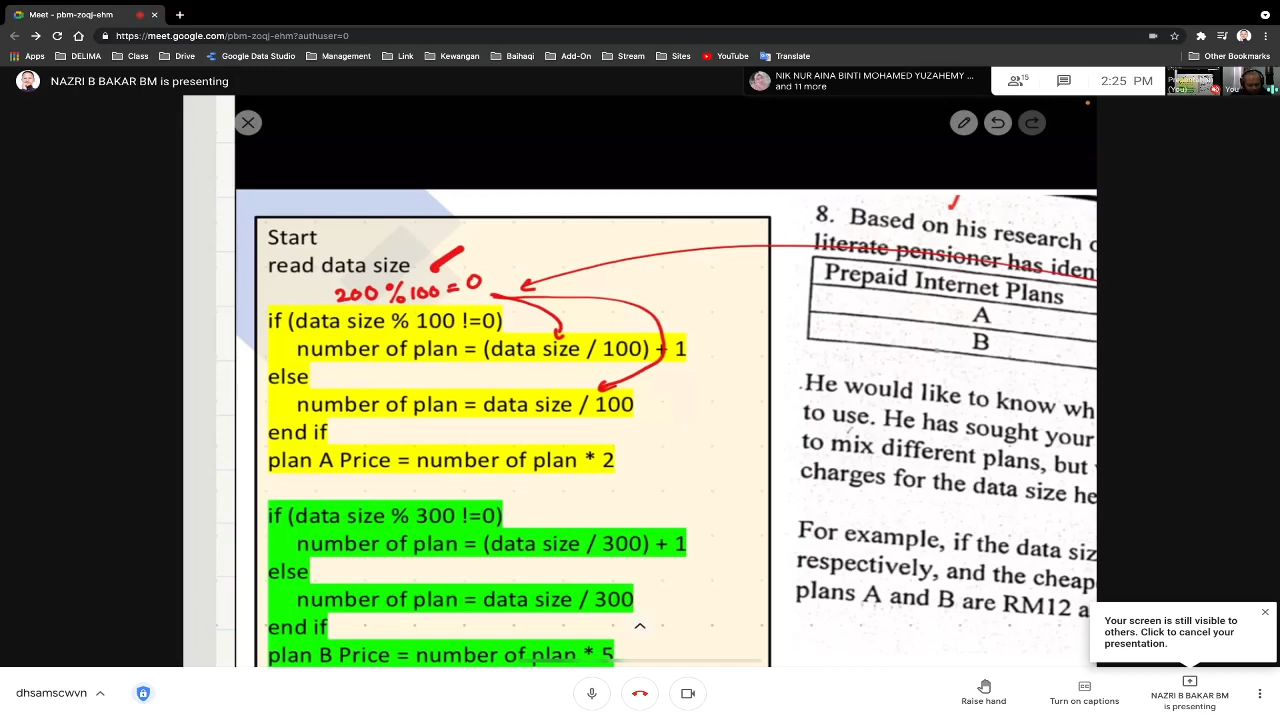 Meet - pbm-zoqj-ehm
https://meet.google.com/pbm-zoqj-ehm?authuser=0
Apps DELIMA Class Drive Google Data Studio Management Link Kewangan Baihaqi Add-On Stream Sites YouTube Translate Other Bookmarks
NAZRI B BAKAR BM is presenting
NIK NUR AINA BINTI MOHAMED YUZAHEMY ...
and 11 more
15
2:25 PM
(You)
You
Start
read data size
200 % 100 = 0
if (data size % 100 !=0)
number of plan = (data size / 100) + 1
else
number of plan = data size / 100
end if
plan A Price = number of plan * 2
if (data size % 300 !=0)
number of plan = (data size / 300) + 1
else
number of plan = data size / 300
end if
plan B Price = number of plan * 5
8. Based on his research
literate pensioner has iden
Prepaid Internet Plans
A
B
He would like to know wh
to use. He has sought your
to mix different plans, but
charges for the data size he
For example, if the data siz
respectively, and the cheap
plans A and B are RM12 a
Your screen is still visible to
others. Click to cancel your
presentation.
dhsamscwvn
Raise hand
Turn on captions
NAZRI B BAKAR BM
is presenting